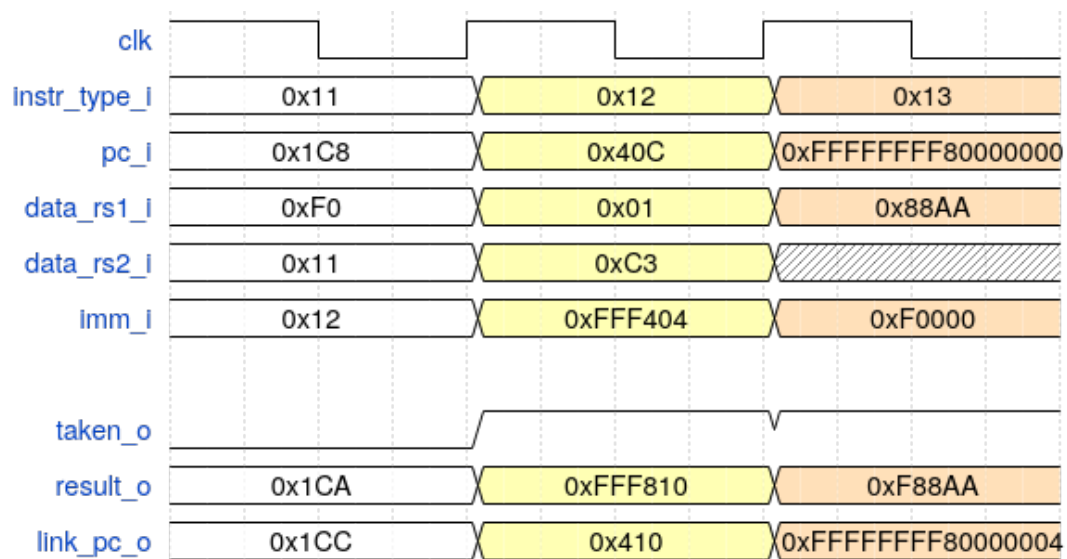 clk
instr_type_i 0x11 0x12 0x13
pc_i 0x1C8 0x40C 0xFFFFFFFF80000000
data_rs1_i 0xF0 0x01 0x88AA
data_rs2_i 0x11 0xC3
imm_i 0x12 0xFFF404 0xF0000
taken_o
result_o 0x1CA 0xFFF810 0xF88AA
link_pc_o 0x1CC 0x410 0xFFFFFFFF80000004